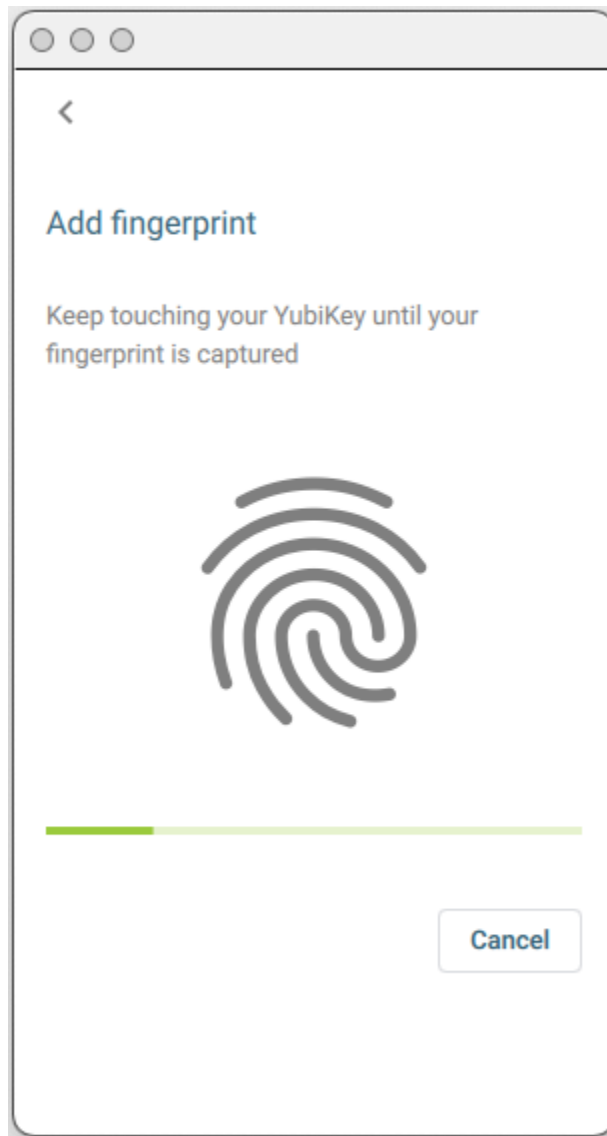 Add fingerprint
Keep touching your YubiKey until your
fingerprint is captured
Cancel